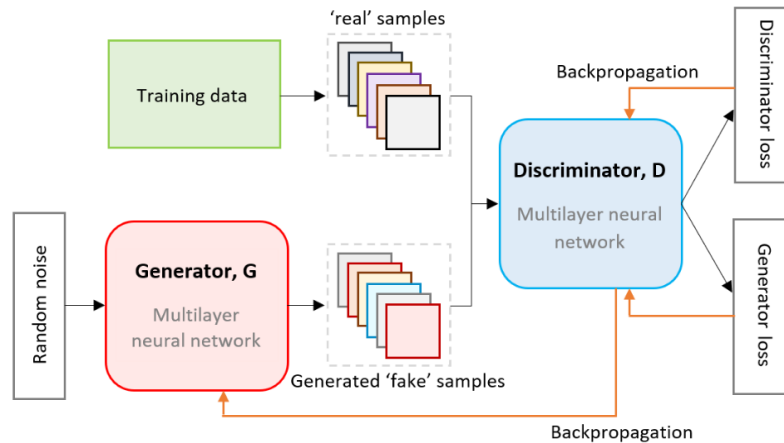 ‘real’ samples
Training data
Backpropagation
Discriminator loss
Discriminator, D
Multilayer neural
network
Random noise
Generator, G
Multilayer
neural network
Generated ‘fake’ samples
Generator loss
Backpropagation